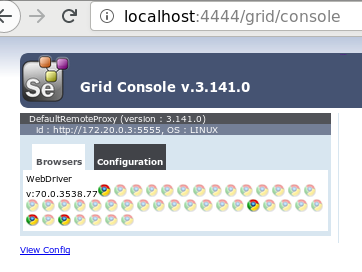 localhost:4444/grid/console
Se
Grid Console v.3.141.0
DefaultRemoteProxy (version : 3.141.0)
id : http://172.20.0.3:5555, OS : LINUX
Browsers Configuration
WebDriver
v:70.0.3538.77
View Config